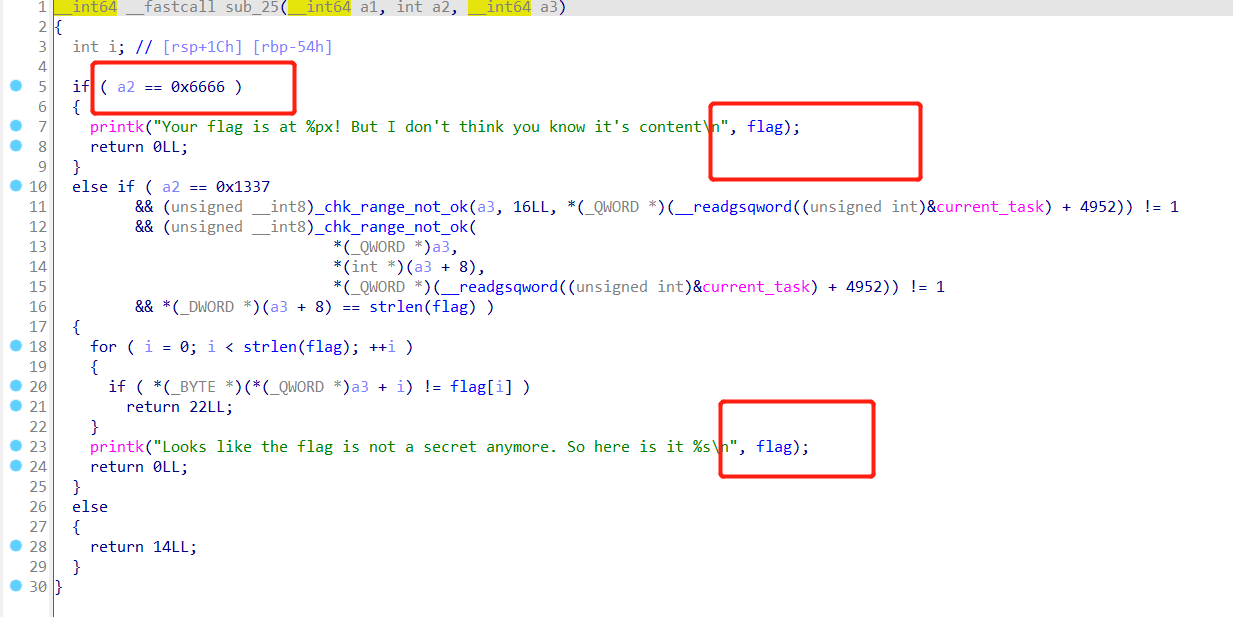 1 __int64 __fastcall sub_25(__int64 a1, int a2, __int64 a3)
2 {
3 int i; // [rsp+1Ch] [rbp-54h]
4
5 if ( a2 == 0x6666 )
6 {
7 printk("Your flag is at %px! But I don't think you know it's content\n", flag);
8 return 0LL;
9 }
10 else if ( a2 == 0x1337
11 && (unsigned __int8)_chk_range_not_ok(a3, 16LL, *(_QWORD *)(__readgsqword((unsigned int)&current_task) + 4952)) != 1
12 && (unsigned __int8)_chk_range_not_ok(
13 *(_QWORD *)a3,
14 *(int *)(a3 + 8),
15 *(_QWORD *)(__readgsqword((unsigned int)&current_task) + 4952)) != 1
16 && *(_DWORD *)(a3 + 8) == strlen(flag) )
17 {
18 for ( i = 0; i < strlen(flag); ++i )
19 {
20 if ( *(_BYTE *)(*(_QWORD *)a3 + i) != flag[i] )
21 return 22LL;
22 }
23 printk("Looks like the flag is not a secret anymore. So here is it %s\n", flag);
24 return 0LL;
25 }
26 else
27 {
28 return 14LL;
29 }
30 }